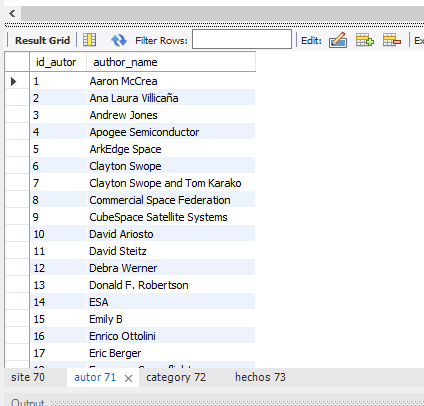 Result Grid Filter Rows: Edit: Ex
id_autor author_name
1 Aaron McCrea
2 Ana Laura Villicaña
3 Andrew Jones
4 Apogee Semiconductor
5 ArkEdge Space
6 Clayton Swope
7 Clayton Swope and Tom Karako
8 Commercial Space Federation
9 CubeSpace Satellite Systems
10 David Ariosto
11 David Steitz
12 Debra Werner
13 Donald F. Robertson
14 ESA
15 Emily B
16 Enrico Ottolini
17 Eric Berger
site 70 autor 71 category 72 hechos 73
Output